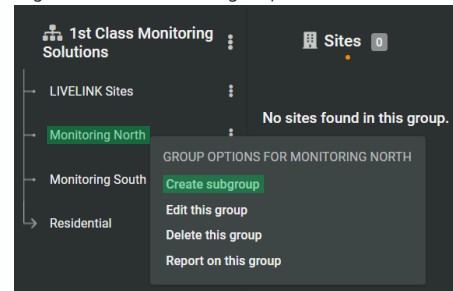 1st Class Monitoring
Solutions
Sites 0
LIVELINK Sites
No sites found in this group.
Monitoring North
GROUP OPTIONS FOR MONITORING NORTH
Monitoring South
Create subgroup
Edit this group
Residential
Delete this group
Report on this group